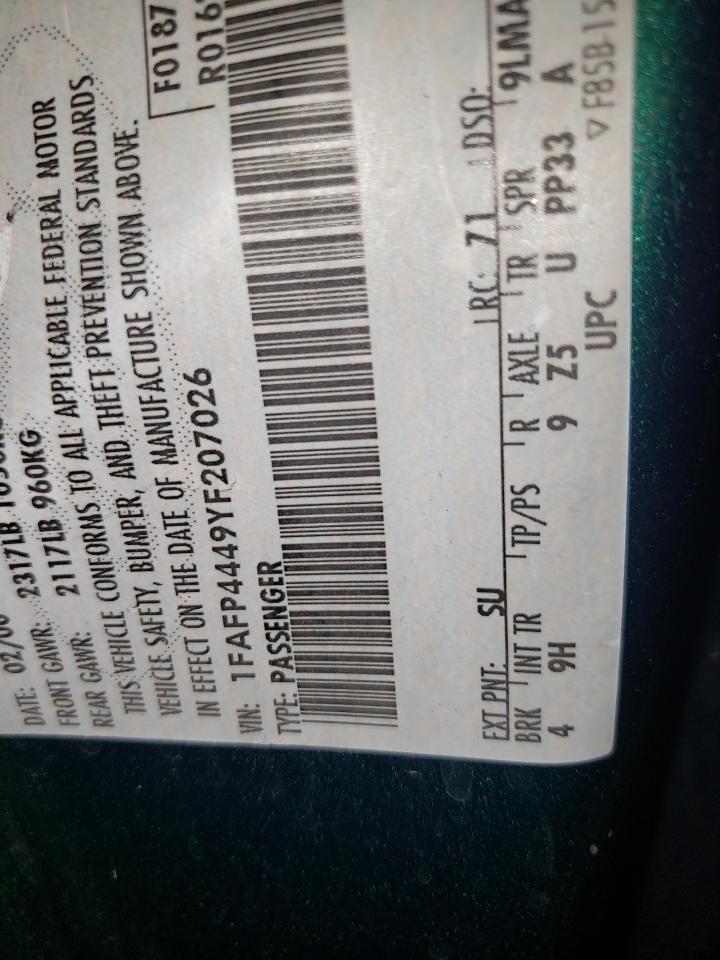 DATE: 02/00
FRONT GAWR: 2317LB
REAR GAWR: 2117LB 960KG
THIS VEHICLE CONFORMS TO ALL APPLICABLE FEDERAL MOTOR
VEHICLE SAFETY, BUMPER, AND THEFT PREVENTION STANDARDS
IN EFFECT ON THE DATE OF MANUFACTURE SHOWN ABOVE.
VIN: 1FAFP4449YF207026
TYPE: PASSENGER
F0187
R016
EXT PNT: SU RC: 71 DSO:
BRK INT TR TP/PS R AXLE TR SPR 9LMA
4 9H 9 Z5 U PP33 A
UPC
▽ F85B-15